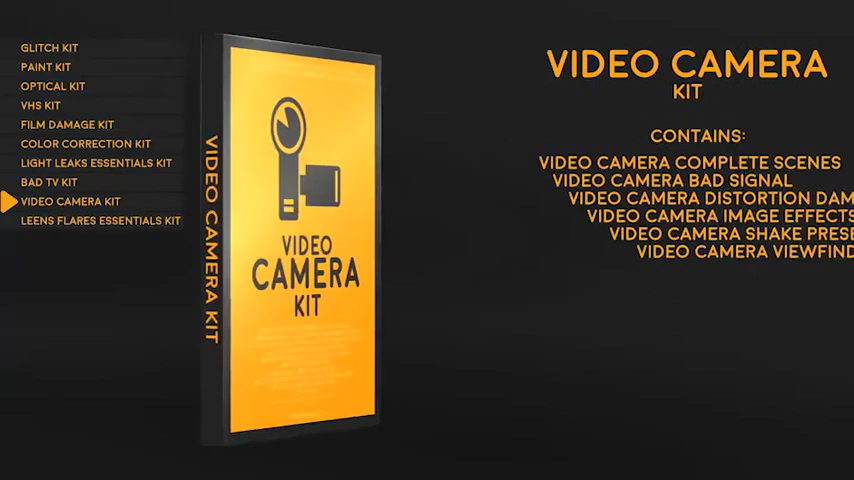 GLITCH KIT
PAINT KIT
OPTICAL KIT
VHS KIT
FILM DAMAGE KIT
COLOR CORRECTION KIT
LIGHT LEAKS ESSENTIALS KIT
BAD TV KIT
VIDEO CAMERA KIT
LEENS FLARES ESSENTIALS KIT
VIDEO CAMERA KIT
VIDEO
CAMERA
KIT
VIDEO CAMERA
KIT
CONTAINS:
VIDEO CAMERA COMPLETE SCENES
VIDEO CAMERA BAD SIGNAL
VIDEO CAMERA DISTORTION DAM
VIDEO CAMERA IMAGE EFFECTS
VIDEO CAMERA SHAKE PRESE
VIDEO CAMERA VIEWFIND